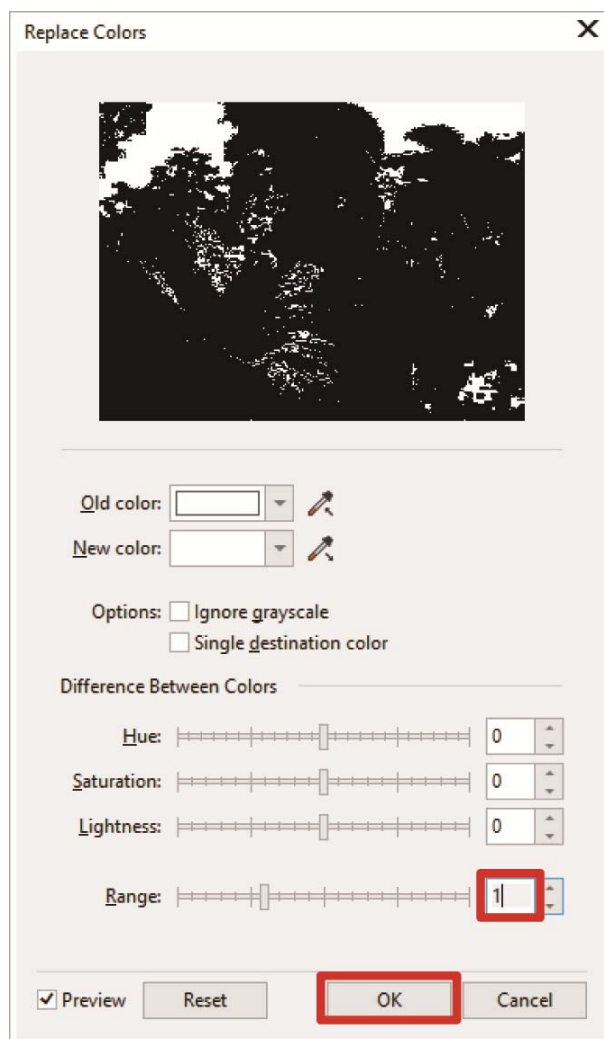 Replace Colors
Old color:
New color:
Options: Ignore grayscale
Single destination color
Difference Between Colors
Hue: 0
Saturation: 0
Lightness: 0
Range: 1
Preview Reset OK Cancel